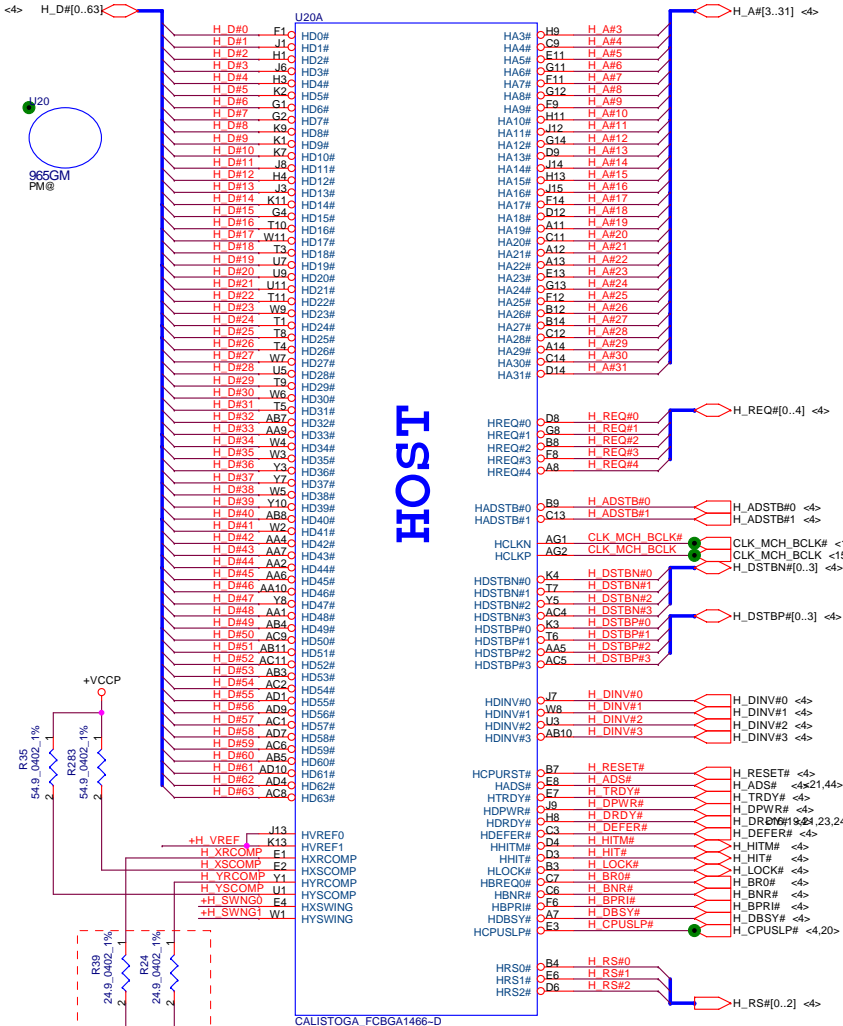 <4> H_D#[0..63]
U20A
H_A#[3..31] <4>
H_D#0 F1 HD0#
H_D#1 J1 HD1#
H_D#2 H1 HD2#
H_D#3 J6 HD3#
H_D#4 H3 HD4#
H_D#5 K2 HD5#
H_D#6 G1 HD6#
H_D#7 G2 HD7#
H_D#8 K9 HD8#
H_D#9 K1 HD9#
H_D#10 K7 HD10#
H_D#11 J8 HD11#
H_D#12 H4 HD12#
H_D#13 J3 HD13#
H_D#14 K11 HD14#
H_D#15 G4 HD15#
H_D#16 T10 HD16#
H_D#17 W11 HD17#
H_D#18 T3 HD18#
H_D#19 U7 HD19#
H_D#20 U9 HD20#
H_D#21 U11 HD21#
H_D#22 T11 HD22#
H_D#23 W9 HD23#
H_D#24 T1 HD24#
H_D#25 T8 HD25#
H_D#26 T4 HD26#
H_D#27 W7 HD27#
H_D#28 U5 HD28#
H_D#29 T9 HD29#
H_D#30 W6 HD30#
H_D#31 T5 HD31#
H_D#32 AB7 HD32#
H_D#33 AA9 HD33#
H_D#34 W4 HD34#
H_D#35 W3 HD35#
H_D#36 Y3 HD36#
H_D#37 Y7 HD37#
H_D#38 W5 HD38#
H_D#39 Y10 HD39#
H_D#40 AB8 HD40#
H_D#41 W2 HD41#
H_D#42 AA4 HD42#
H_D#43 AA7 HD43#
H_D#44 AA2 HD44#
H_D#45 AA6 HD45#
H_D#46 AA10 HD46#
H_D#47 Y8 HD47#
H_D#48 AA1 HD48#
H_D#49 AB4 HD49#
H_D#50 AC9 HD50#
H_D#51 AB11 HD51#
H_D#52 AC11 HD52#
H_D#53 AB3 HD53#
H_D#54 AC2 HD54#
H_D#55 AD1 HD55#
H_D#56 AD9 HD56#
H_D#57 AC1 HD57#
H_D#58 AD7 HD58#
H_D#59 AC6 HD59#
H_D#60 AB5 HD60#
H_D#61 AD10 HD61#
H_D#62 AD4 HD62#
H_D#63 AC8 HD63#
J13 HVREF0
+H_VREF K13 HVREF1
H_XRCOMP E1 HXRCOMP
H_XSCOMP E2 HXSCOMP
H_YRCOMP Y1 HYRCOMP
H_YSCOMP U1 HYSCOMP
+H_SWNG0 E4 HXSWING
+H_SWNG1 W1 HYSWING
U20
965GM
PM@
+VCCP
R35
54.9_0402_1%
1
2
R283
54.9_0402_1%
1
2
R39
24.9_0402_1%
1
2
R24
24.9_0402_1%
1
2
HOST
HA3# H9 H_A#3
HA4# C9 H_A#4
HA5# E11 H_A#5
HA6# G11 H_A#6
HA7# F11 H_A#7
HA8# G12 H_A#8
HA9# F9 H_A#9
HA10# H11 H_A#10
HA11# J12 H_A#11
HA12# G14 H_A#12
HA13# D9 H_A#13
HA14# J14 H_A#14
HA15# H13 H_A#15
HA16# J15 H_A#16
HA17# F14 H_A#17
HA18# D12 H_A#18
HA19# A11 H_A#19
HA20# C11 H_A#20
HA21# A12 H_A#21
HA22# A13 H_A#22
HA23# E13 H_A#23
HA24# G13 H_A#24
HA25# F12 H_A#25
HA26# B12 H_A#26
HA27# B14 H_A#27
HA28# C12 H_A#28
HA29# A14 H_A#29
HA30# C14 H_A#30
HA31# D14 H_A#31
HREQ#0 D8 H_REQ#0 H_REQ#[0..4] <4>
HREQ#1 G8 H_REQ#1
HREQ#2 B8 H_REQ#2
HREQ#3 F8 H_REQ#3
HREQ#4 A8 H_REQ#4
HADSTB#0 B9 H_ADSTB#0 H_ADSTB#0 <4>
HADSTB#1 C13 H_ADSTB#1 H_ADSTB#1 <4>
HCLKN AG1 CLK_MCH_BCLK# CLK_MCH_BCLK# <1
HCLKP AG2 CLK_MCH_BCLK CLK_MCH_BCLK <15
H_DSTBN#[0..3] <4>
HDSTBN#0 K4 H_DSTBN#0
HDSTBN#1 T7 H_DSTBN#1
HDSTBN#2 Y5 H_DSTBN#2
HDSTBN#3 AC4 H_DSTBN#3
HDSTBP#0 K3 H_DSTBP#0 H_DSTBP#[0..3] <4>
HDSTBP#1 T6 H_DSTBP#1
HDSTBP#2 AA5 H_DSTBP#2
HDSTBP#3 AC5 H_DSTBP#3
HDINV#0 J7 H_DINV#0 H_DINV#0 <4>
HDINV#1 W8 H_DINV#1 H_DINV#1 <4>
HDINV#2 U3 H_DINV#2 H_DINV#2 <4>
HDINV#3 AB10 H_DINV#3 H_DINV#3 <4>
HCPURST# B7 H_RESET# H_RESET# <4>
HADS# E8 H_ADS# H_ADS# <4> <21,44>
HTRDY# E7 H_TRDY# H_TRDY# <4>
HDPWR# J9 H_DPWR# H_DPWR# <4>
HDRDY# H8 H_DRDY# H_DRDY#
HDEFER# C3 H_DEFER# H_DEFER# <4>
HHITM# D4 H_HITM# H_HITM# <4>
HHIT# D3 H_HIT# H_HIT# <4>
HLOCK# B3 H_LOCK# H_LOCK# <4>
HBREQ0# C7 H_BR0# H_BR0# <4>
HBNR# C6 H_BNR# H_BNR# <4>
HBPRI# F6 H_BPRI# H_BPRI# <4>
HDBSY# A7 H_DBSY# H_DBSY# <4>
HCPUSLP# E3 H_CPUSLP# H_CPUSLP# <4,20>
HRS0# B4 H_RS#0
HRS1# E6 H_RS#1
HRS2# D6 H_RS#2
H_RS#[0..2] <4>
CALISTOGA_FCBGA1466~D